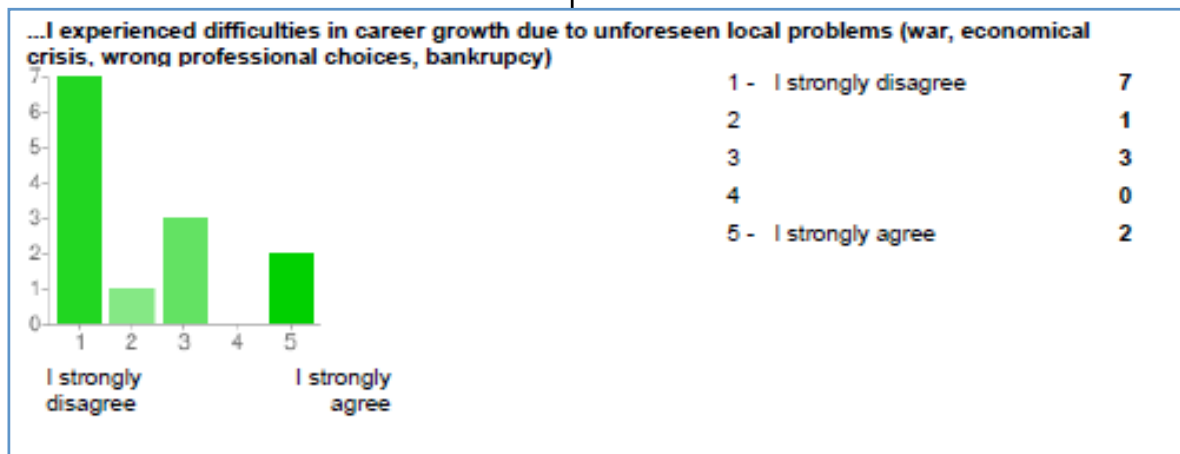 ...I experienced difficulties in career growth due to unforeseen local problems (war, economical
crisis, wrong professional choices, bankrupcy)
7
6
5
4
3
2
1
0
1 2 3 4 5
I strongly
disagree
I strongly
agree
1 - I strongly disagree 7
2 1
3 3
4 0
5 - I strongly agree 2